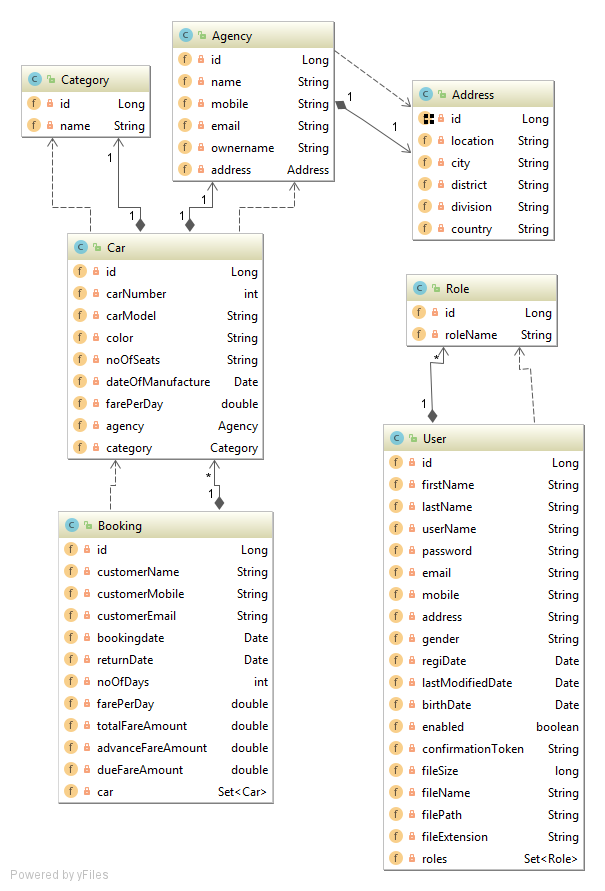 Agency
id Long
name String
mobile String
email String
ownername String
address Address
Category
id Long
name String
Address
id Long
location String
city String
district String
division String
country String
1
1
1
1
1
1
Car
id Long
carNumber int
carModel String
color String
noOfSeats String
dateOfManufacture Date
farePerDay double
agency Agency
category Category
Role
id Long
roleName String
*
1
User
id Long
firstName String
lastName String
userName String
password String
email String
mobile String
address String
gender String
regiDate Date
lastModifiedDate Date
birthDate Date
enabled boolean
confirmationToken String
fileSize long
fileName String
filePath String
fileExtension String
roles Set<Role>
*
1
Booking
id Long
customerName String
customerMobile String
customerEmail String
bookingdate Date
returnDate Date
noOfDays int
farePerDay double
totalFareAmount double
advanceFareAmount double
dueFareAmount double
car Set<Car>
Powered by yFiles